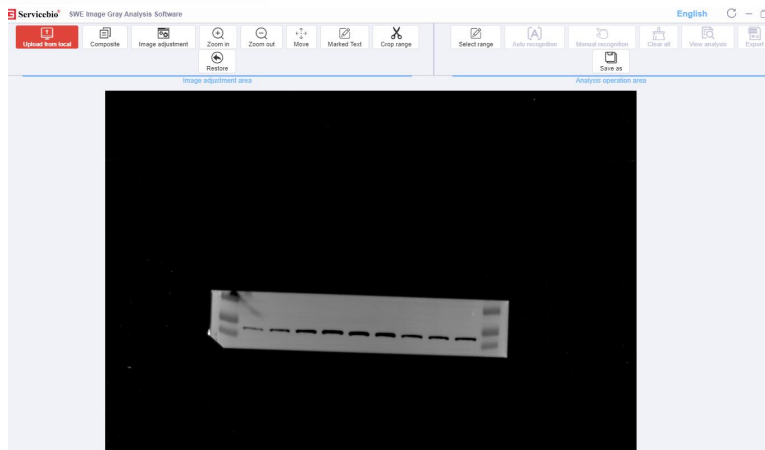 Servicebio® SWE Image Gray Analysis Software
English
Upload from local
Composite
Image adjustment
Zoom in
Zoom out
Move
Marked Text
Crop range
Select range
Auto recognition
Manual recognition
Clear all
View analysis
Export
Restore
Save as
Image adjustment area
Analysis operation area